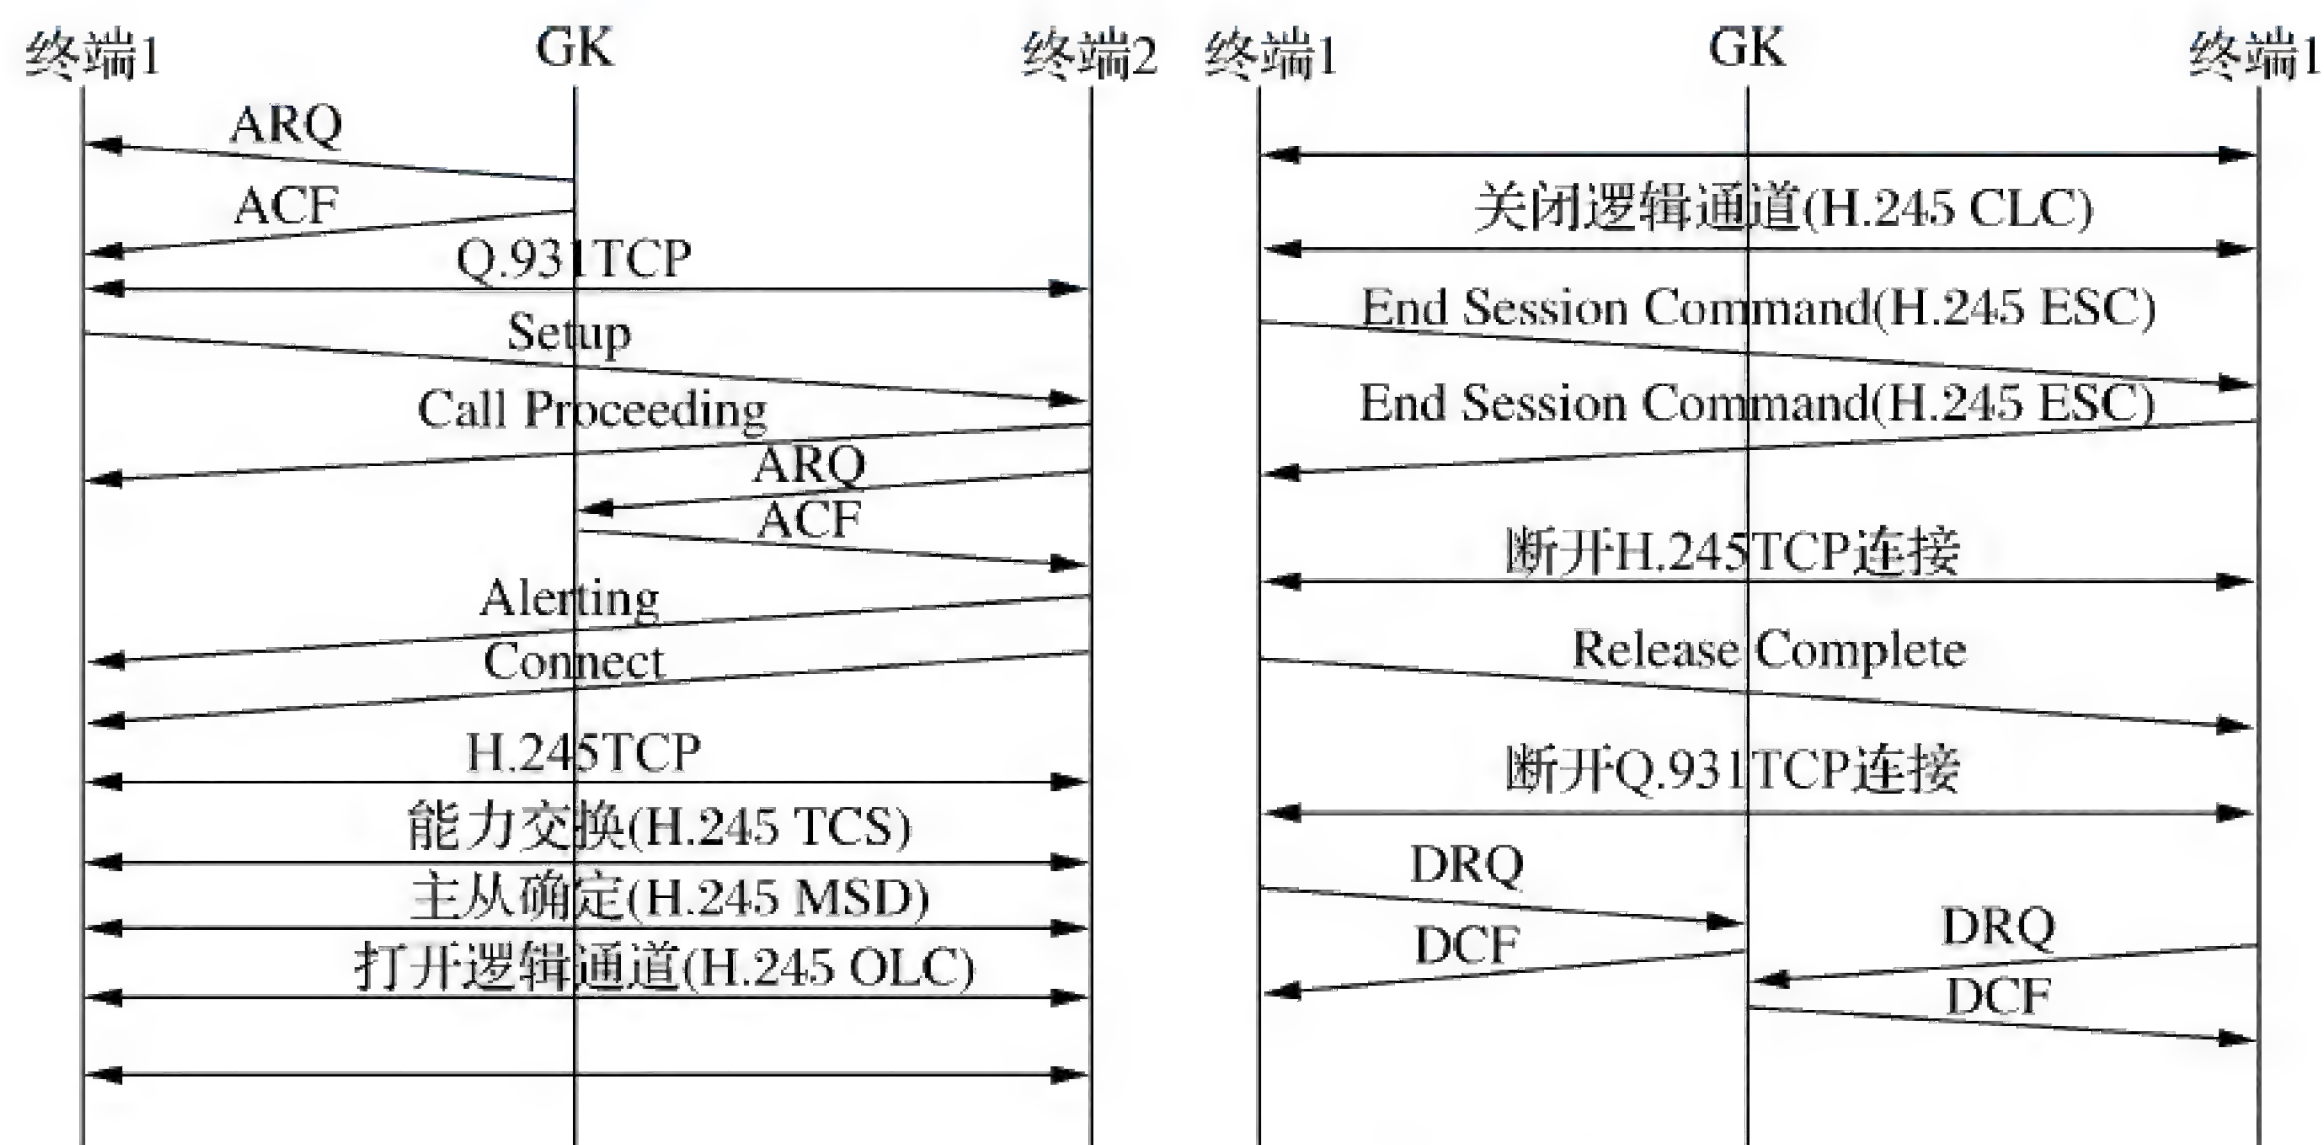 终端1 GK 终端2
ARQ
ACF
Q.931TCP
Setup
Call Proceeding
ARQ
ACF
Alerting
Connect
H.245TCP
能力交换(H.245 TCS)
主从确定(H.245 MSD)
打开逻辑通道(H.245 OLC)
终端1 GK 终端1
关闭逻辑通道(H.245 CLC)
End Session Command(H.245 ESC)
End Session Command(H.245 ESC)
断开H.245TCP连接
Release Complete
断开Q.931TCP连接
DRQ
DCF
DRQ
DCF